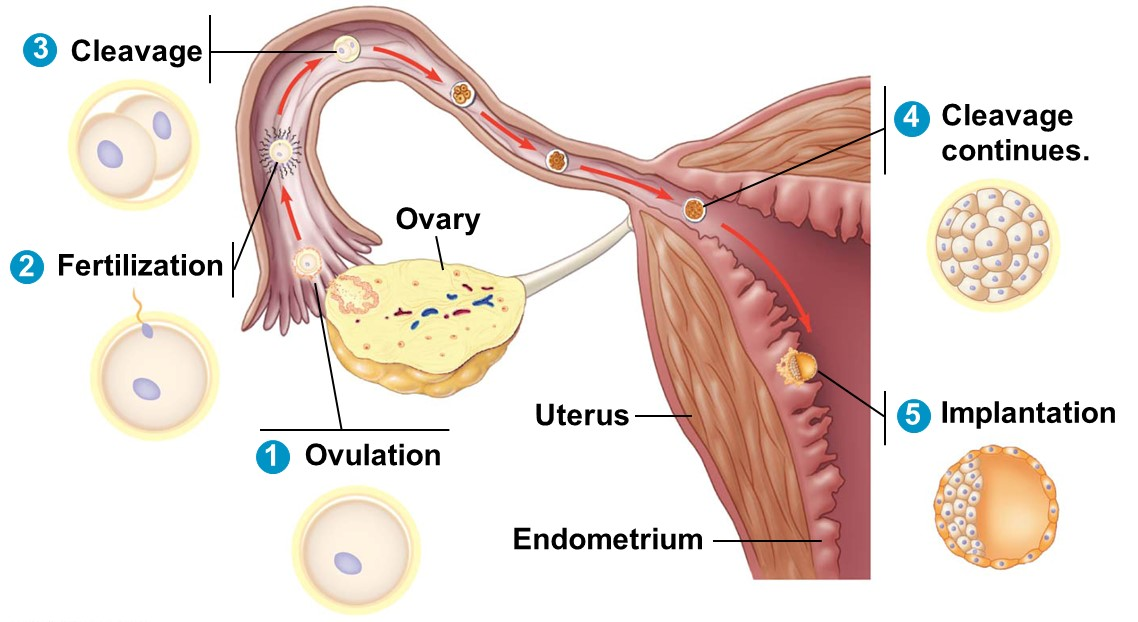 3 Cleavage
4 Cleavage
continues.
Ovary
2 Fertilization
Uterus
5 Implantation
1 Ovulation
Endometrium